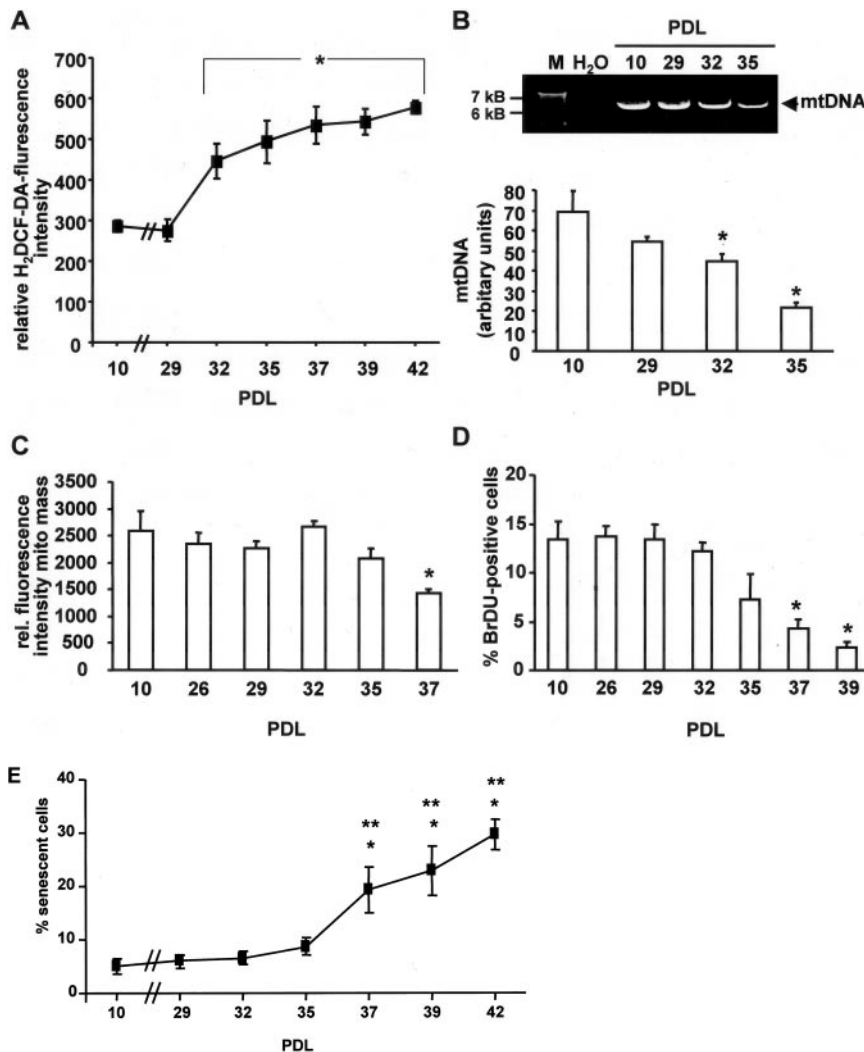 A
700
600
500
400
300
200
100
0
relative H2DCF-DA-flurescence
intensity
*
10 29 32 35 37 39 42
PDL
B
PDL
M H2O 10 29 32 35
7 kB
6 kB
mtDNA
80
70
60
50
40
30
20
10
0
mtDNA
(arbitary units)
* *
10 29 32 35
PDL
C
3500
3000
2500
2000
1500
1000
500
0
rel. fluorescence
intensity mito mass
*
10 26 29 32 35 37
PDL
D
20
15
10
5
0
% BrDU-positive cells
* *
10 26 29 32 35 37 39
PDL
E
40
30
20
10
0
% senescent cells
** ** **
* * *
10 29 32 35 37 39 42
PDL